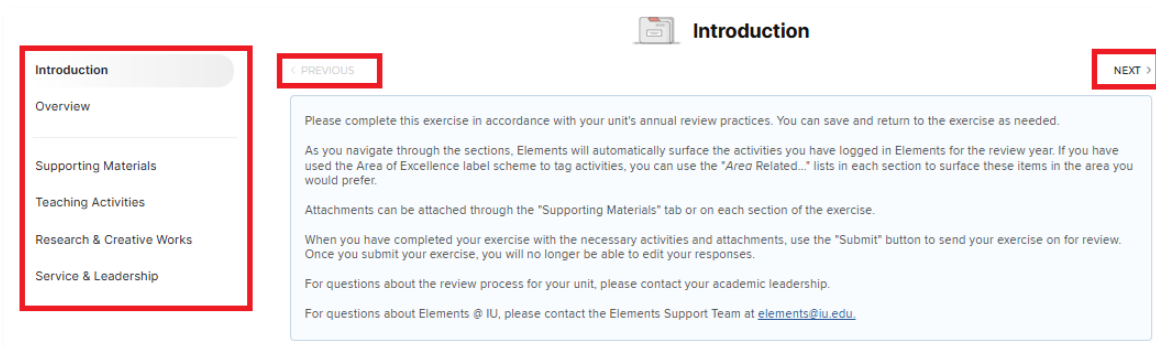 Introduction
Introduction
Overview
Supporting Materials
Teaching Activities
Research & Creative Works
Service & Leadership
< PREVIOUS
NEXT >
Please complete this exercise in accordance with your unit's annual review practices. You can save and return to the exercise as needed.
As you navigate through the sections, Elements will automatically surface the activities you have logged in Elements for the review year. If you have
used the Area of Excellence label scheme to tag activities, you can use the "Area Related..." lists in each section to surface these items in the area you
would prefer.
Attachments can be attached through the "Supporting Materials" tab or on each section of the exercise.
When you have completed your exercise with the necessary activities and attachments, use the "Submit" button to send your exercise on for review.
Once you submit your exercise, you will no longer be able to edit your responses.
For questions about the review process for your unit, please contact your academic leadership.
For questions about Elements @ IU, please contact the Elements Support Team at elements@iu.edu.